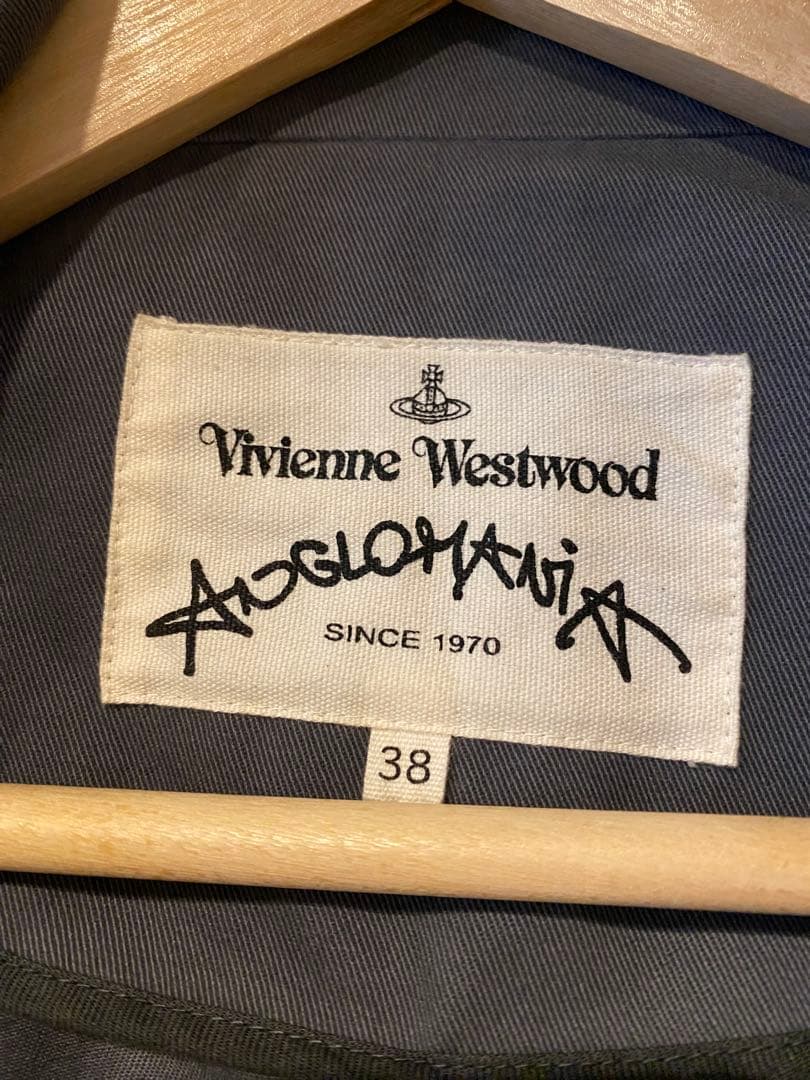 Vivienne Westwood
ANGLOMANiA
SINCE 1970
38